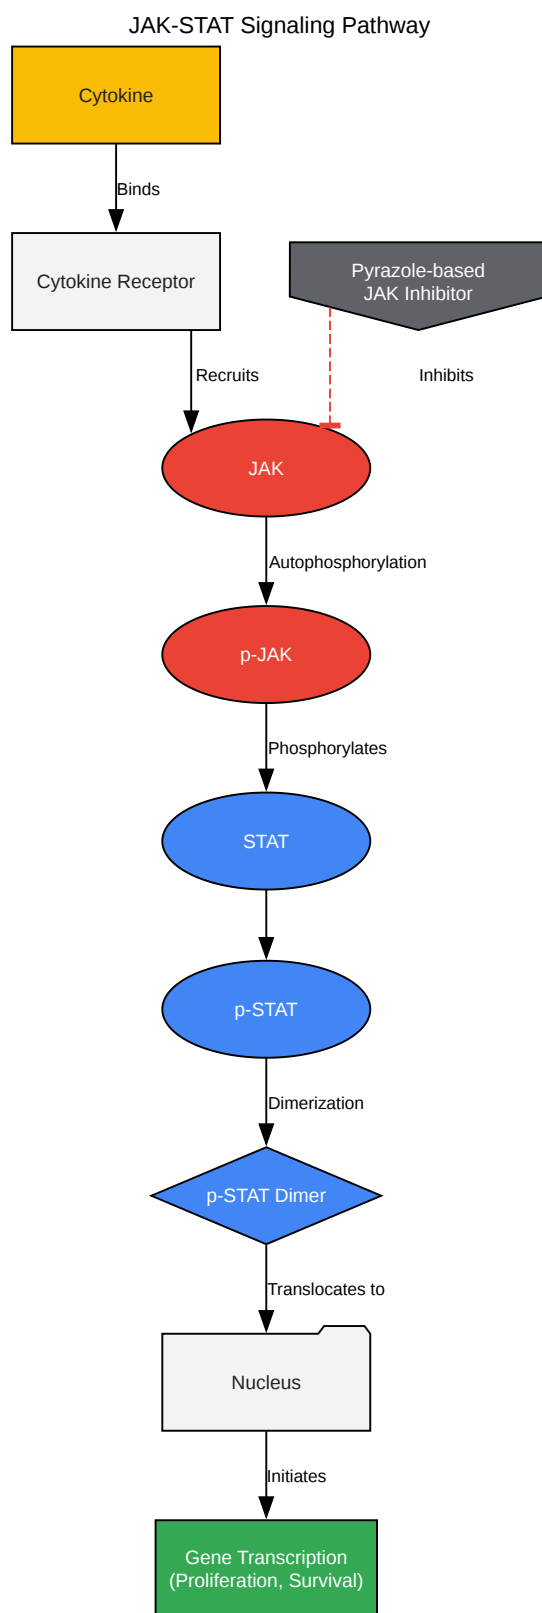 JAK-STAT Signaling Pathway
Cytokine
Binds
Cytokine Receptor
Pyrazole-based
JAK Inhibitor
Recruits
Inhibits
JAK
Autophosphorylation
p-JAK
Phosphorylates
STAT
p-STAT
Dimerization
p-STAT Dimer
Translocates to
Nucleus
Initiates
Gene Transcription
(Proliferation, Survival)